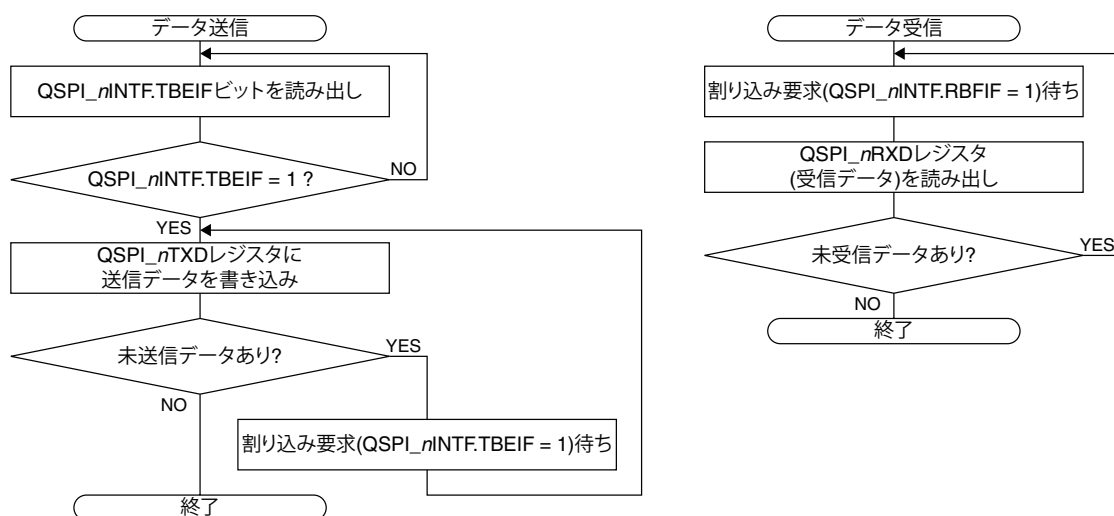 データ送信
QSPI_nINTF.TBEIFビットを読み出し
QSPI_nINTF.TBEIF = 1 ?
NO
YES
QSPI_nTXDレジスタに
送信データを書き込み
未送信データあり?
YES
NO
割り込み要求(QSPI_nINTF.TBEIF = 1)待ち
終了
データ受信
割り込み要求(QSPI_nINTF.RBFIF = 1)待ち
QSPI_nRXDレジスタ
(受信データ)を読み出し
未受信データあり?
YES
NO
終了